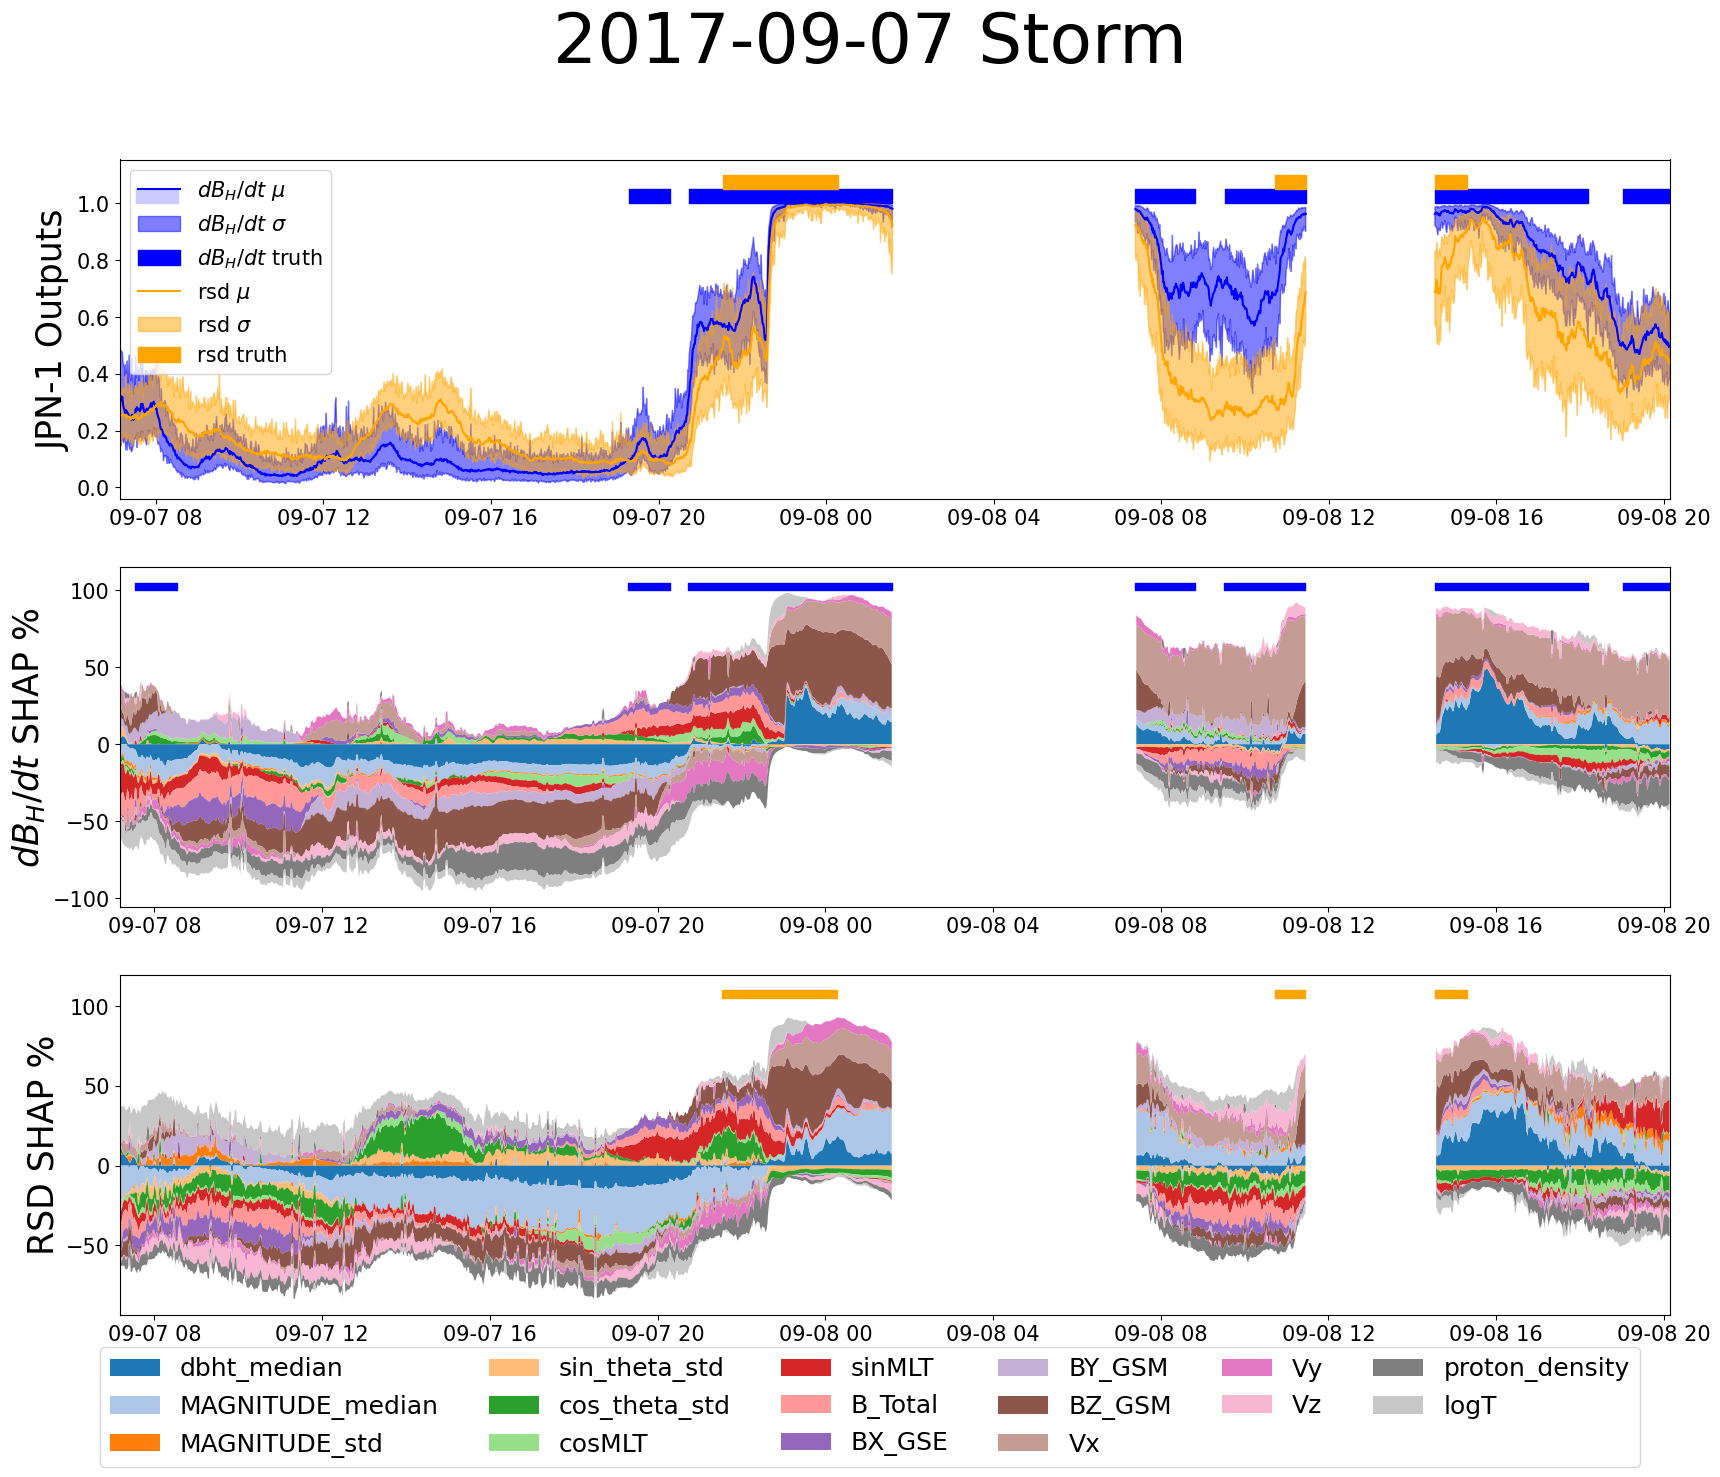 2017-09-07 Storm
JPN-1 Outputs
1.0
0.8
0.6
0.4
0.2
0.0
dB_H/dt μ
dB_H/dt σ
dB_H/dt truth
rsd μ
rsd σ
rsd truth
09-07 08 09-07 12 09-07 16 09-07 20 09-08 00 09-08 04 09-08 08 09-08 12 09-08 16 09-08 20
dB_H/dt SHAP %
100
50
0
−50
−100
09-07 08 09-07 12 09-07 16 09-07 20 09-08 00 09-08 04 09-08 08 09-08 12 09-08 16 09-08 20
RSD SHAP %
100
50
0
−50
09-07 08 09-07 12 09-07 16 09-07 20 09-08 00 09-08 04 09-08 08 09-08 12 09-08 16 09-08 20
dbht_median sin_theta_std sinMLT BY_GSM Vy proton_density
MAGNITUDE_median cos_theta_std B_Total BZ_GSM Vz logT
MAGNITUDE_std cosMLT BX_GSE Vx